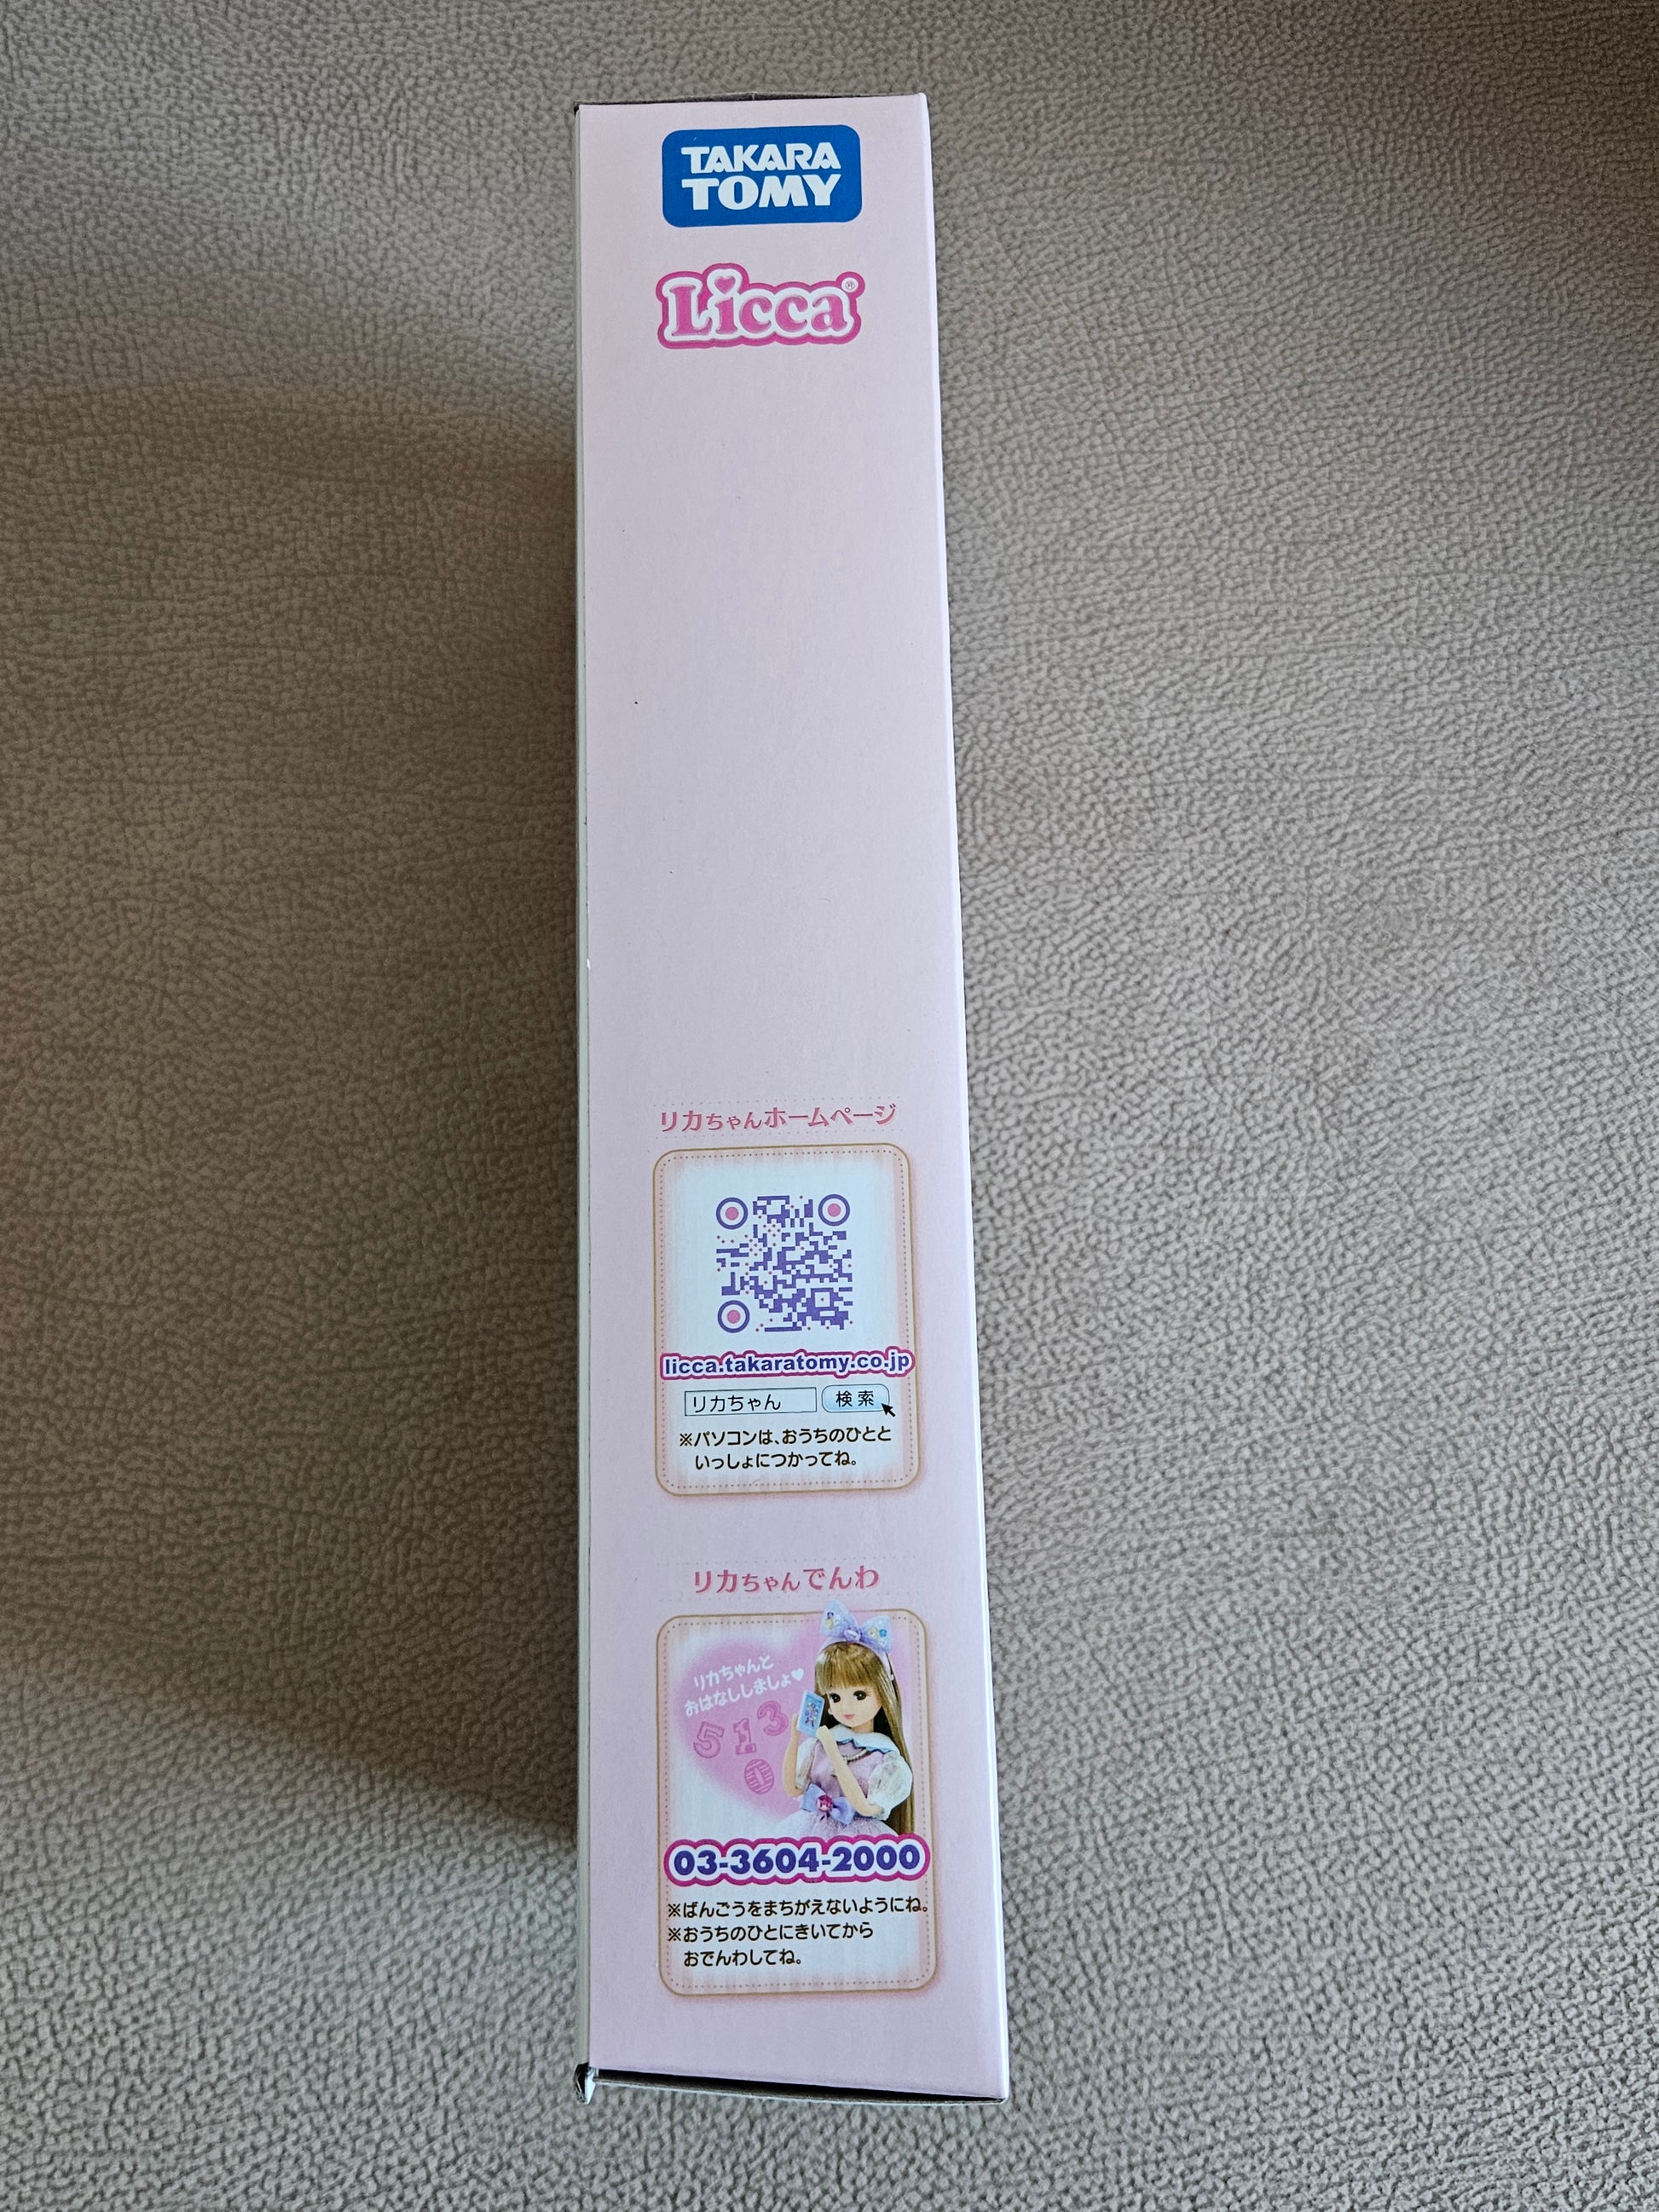 TAKARA
TOMY
Licca®
リカちゃんホームページ
licca.takaratomy.co.jp
リカちゃん 検索
※パソコンは、おうちのひとと
いっしょにつかってね。
リカちゃんでんわ
リカちゃんと
おはなししましょ♥
5 1 3
0
03-3604-2000
※ばんごうをまちがえないようにね。
※おうちのひとにきいてから
おでんわしてね。